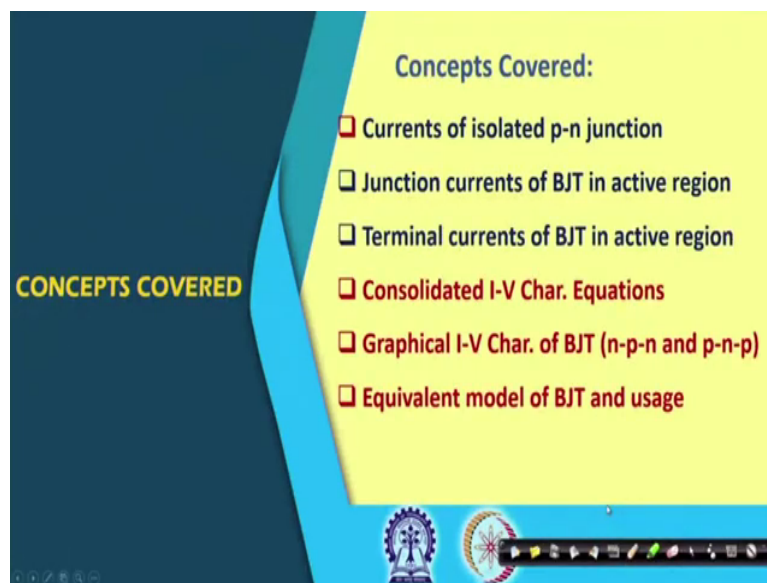 Concepts Covered:
❑ Currents of isolated p-n junction
❑ Junction currents of BJT in active region
❑ Terminal currents of BJT in active region
CONCEPTS COVERED
❑ Consolidated I-V Char. Equations
❑ Graphical I-V Char. of BJT (n-p-n and p-n-p)
❑ Equivalent model of BJT and usage